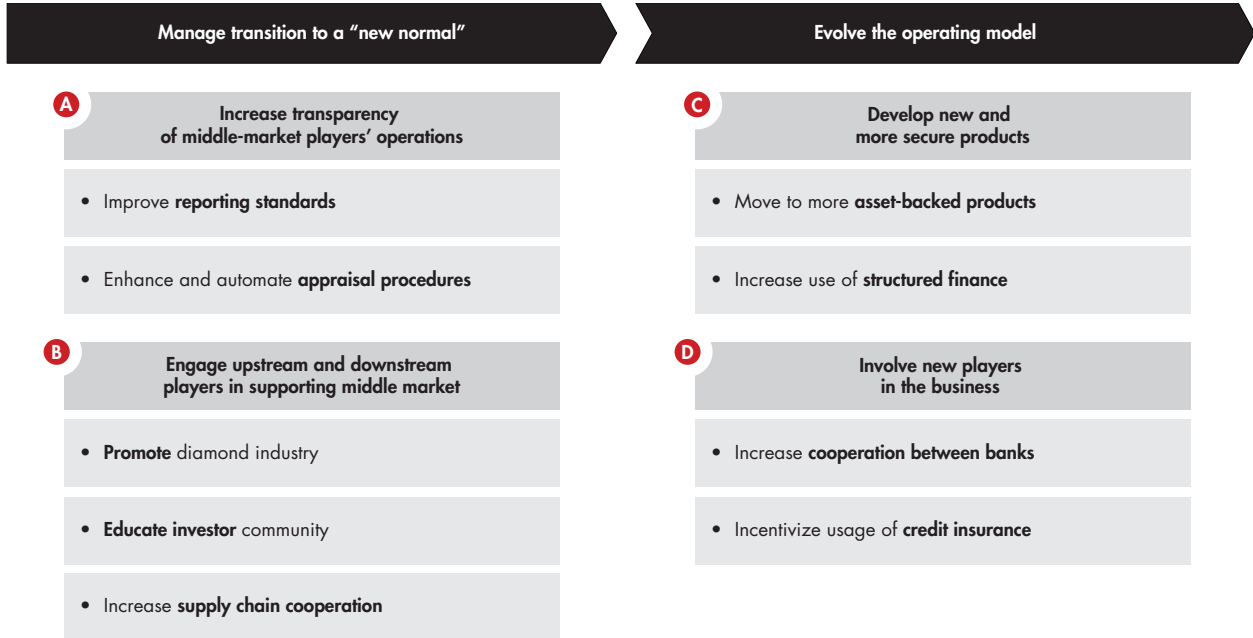 Manage transition to a “new normal”
Evolve the operating model
A
Increase transparency
of middle-market players’ operations
• Improve reporting standards
• Enhance and automate appraisal procedures
B
Engage upstream and downstream
players in supporting middle market
• Promote diamond industry
• Educate investor community
• Increase supply chain cooperation
C
Develop new and
more secure products
• Move to more asset-backed products
• Increase use of structured finance
D
Involve new players
in the business
• Increase cooperation between banks
• Incentivize usage of credit insurance